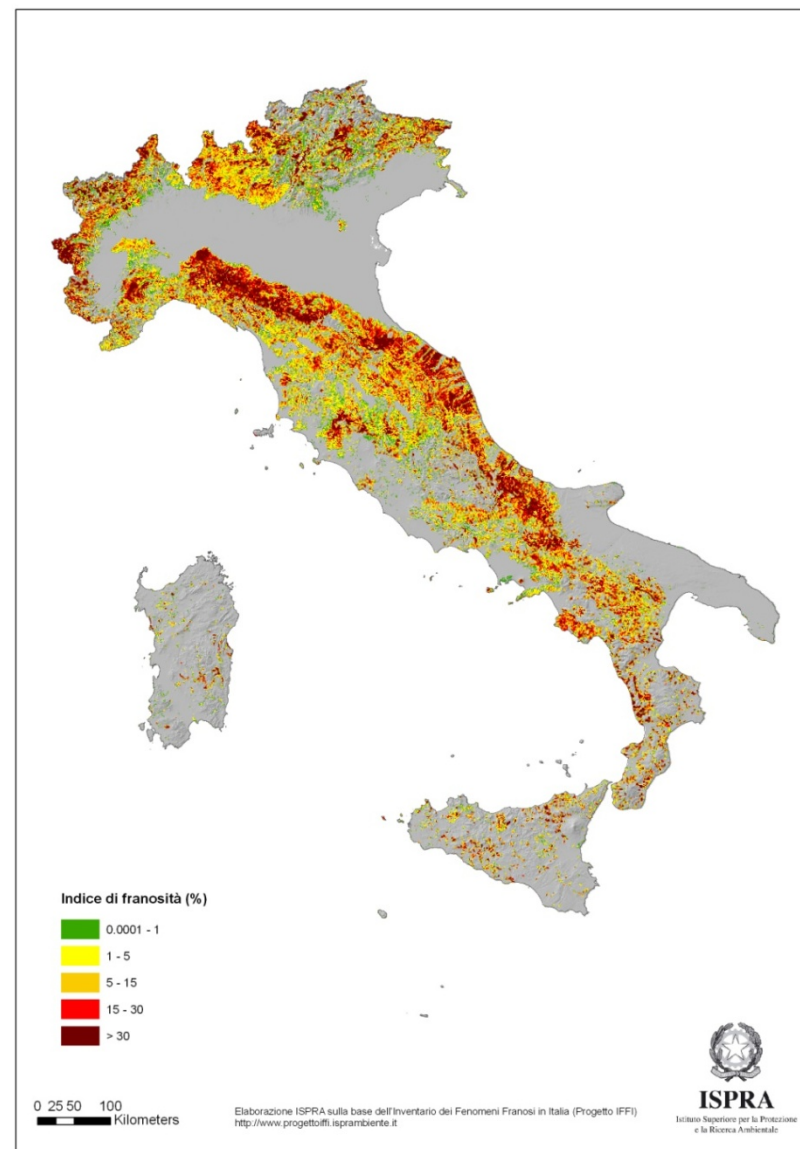 Indice di franosità (%)
0.0001 - 1
1 - 5
5 - 15
15 - 30
> 30
0 25 50 100
Kilometers
Elaborazione ISPRA sulla base dell'Inventario dei Fenomeni Franosi in Italia (Progetto IFFI)
http://www.progettoiffi.isprambiente.it
ISPRA
Istituto Superiore per la Protezione
e la Ricerca Ambientale